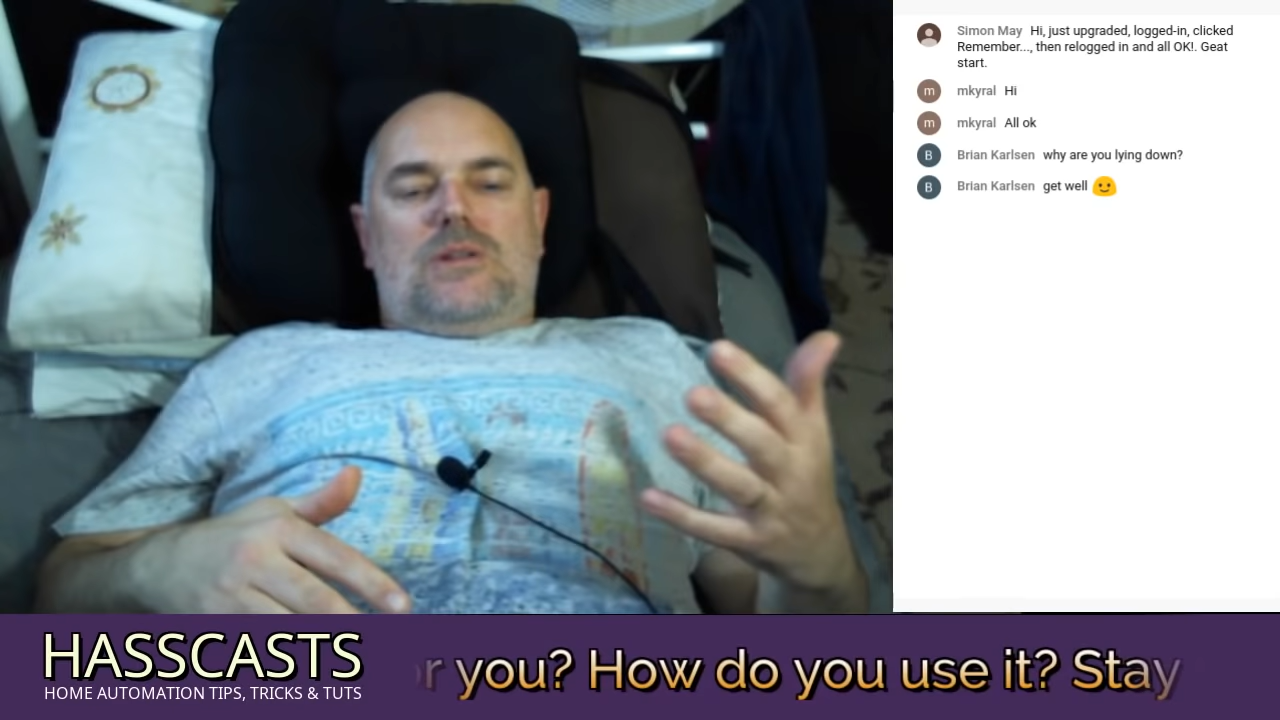 Simon May Hi, just upgraded, logged-in, clicked
Remember..., then relogged in and all OK!. Geat
start.
m mkyral Hi
m mkyral All ok
B Brian Karlsen why are you lying down?
B Brian Karlsen get well
HASSCASTS
HOME AUTOMATION TIPS, TRICKS & TUTS
or you? How do you use it? Stay